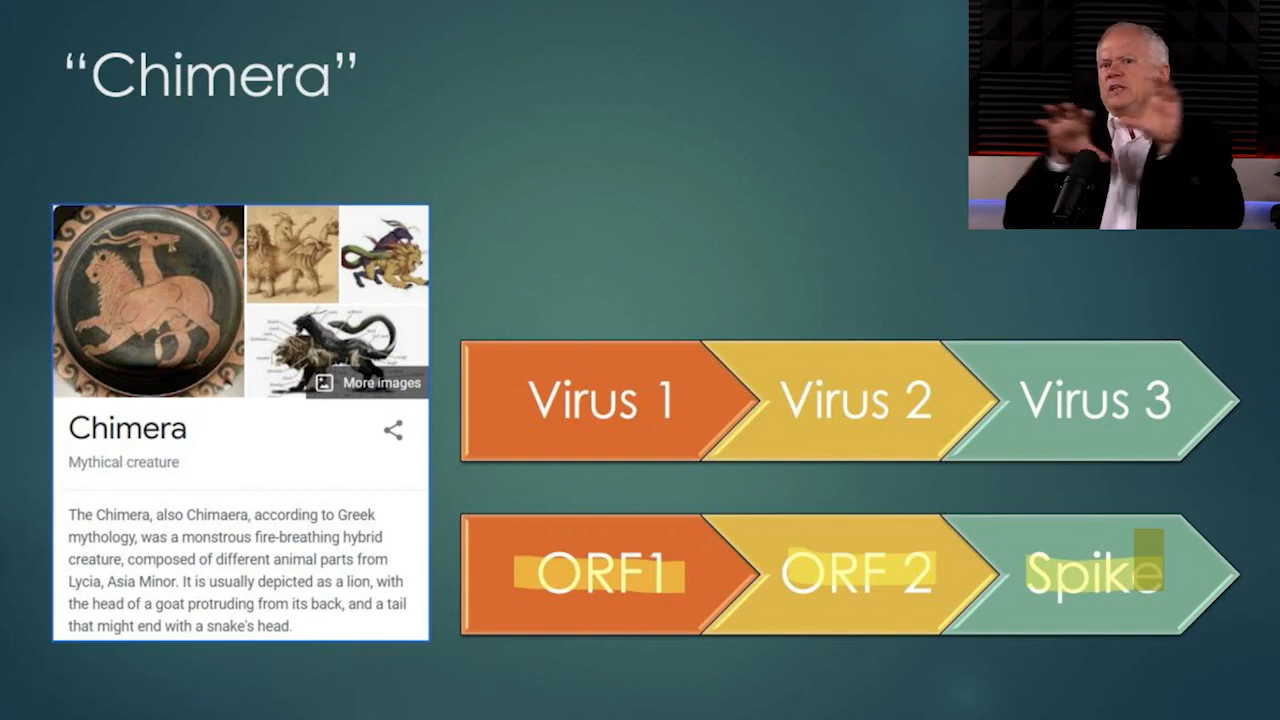 “Chimera”
More images
Chimera
Mythical creature
The Chimera, also Chimaera, according to Greek
mythology, was a monstrous fire-breathing hybrid
creature, composed of different animal parts from
Lycia, Asia Minor. It is usually depicted as a lion, with
the head of a goat protruding from its back, and a tail
that might end with a snake's head.
Virus 1
Virus 2
Virus 3
ORF1
ORF 2
Spike